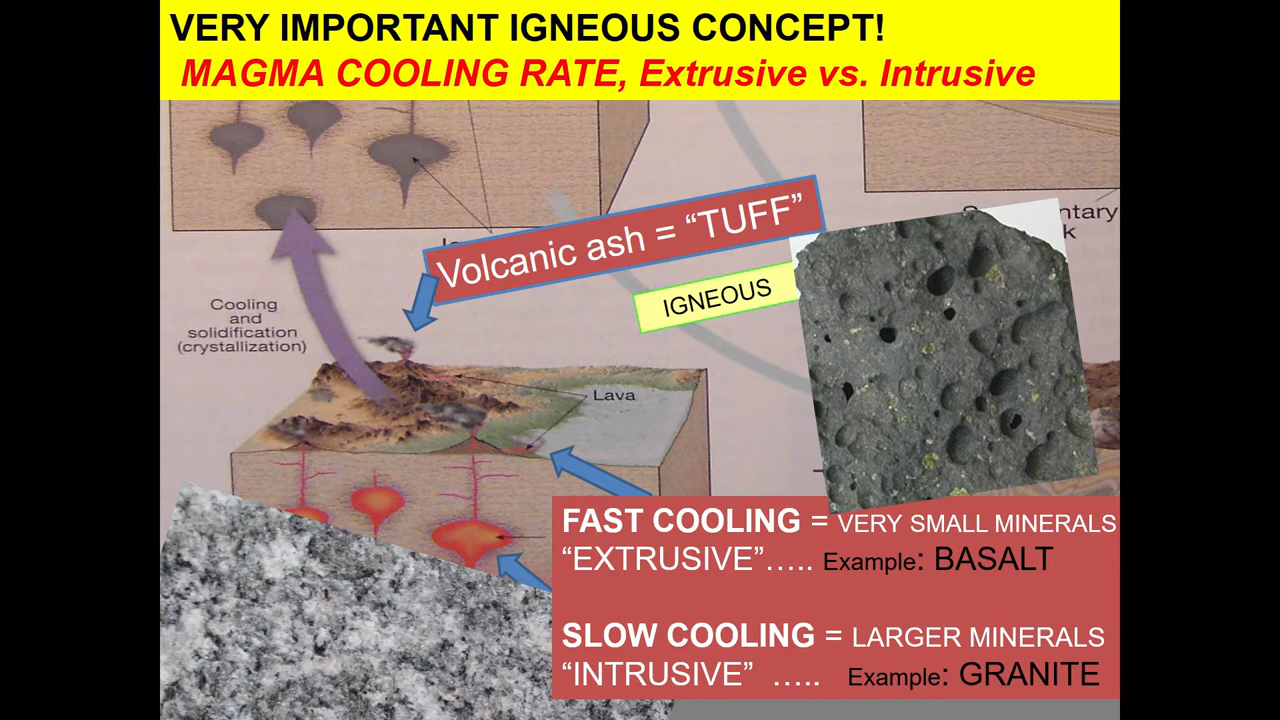 VERY IMPORTANT IGNEOUS CONCEPT!
MAGMA COOLING RATE, Extrusive vs. Intrusive
Volcanic ash = “TUFF”
IGNEOUS
Cooling
and
solidification
(crystallization)
Lava
FAST COOLING = VERY SMALL MINERALS
“EXTRUSIVE”..... Example: BASALT
SLOW COOLING = LARGER MINERALS
“INTRUSIVE” ..... Example: GRANITE